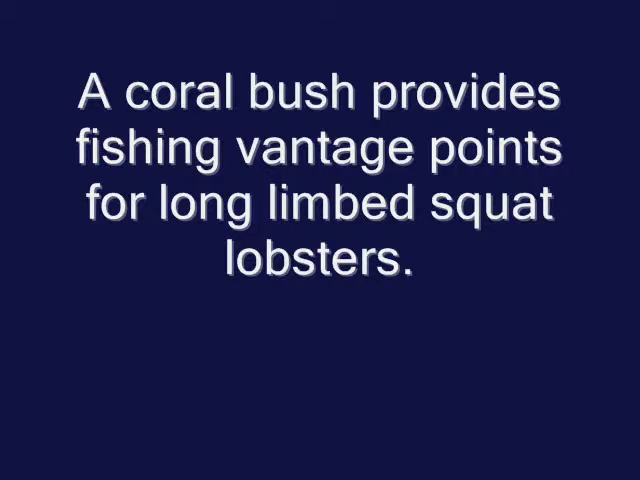 A coral bush provides
fishing vantage points
for long limbed squat
lobsters.